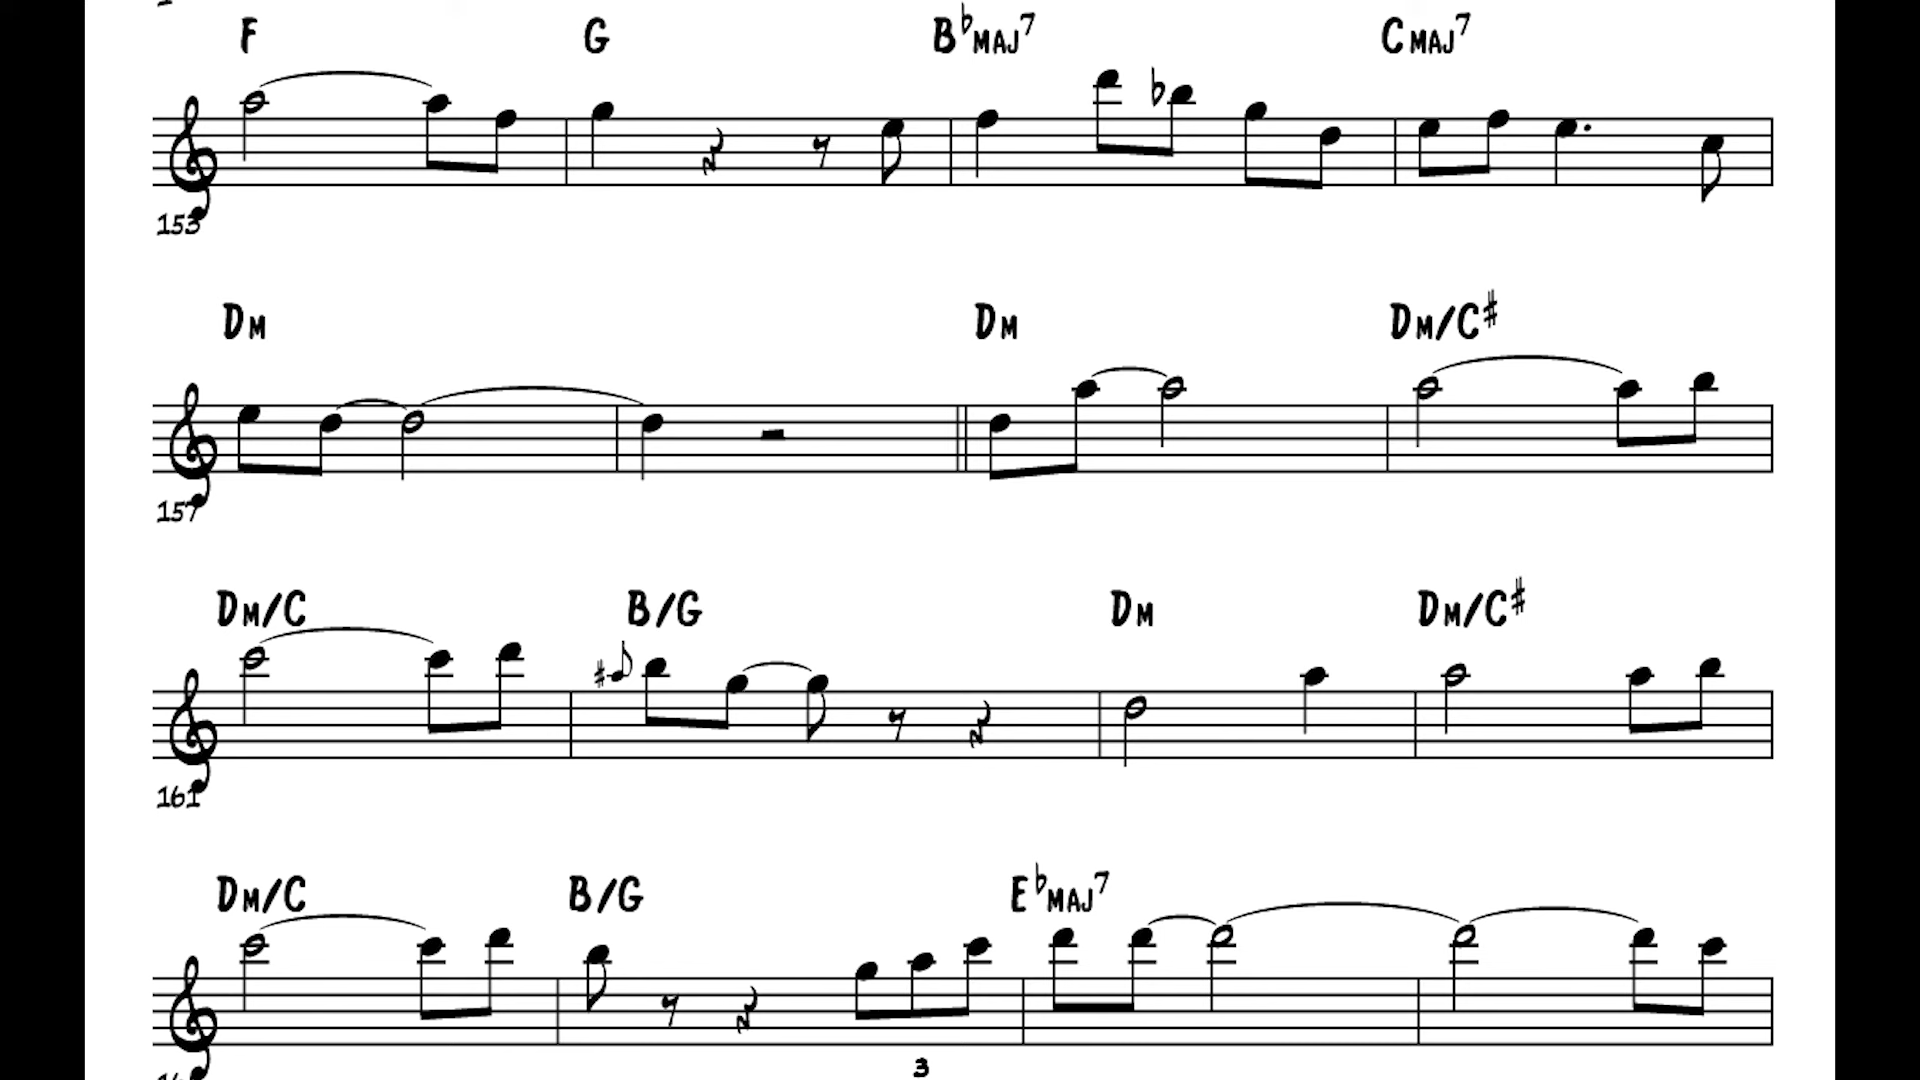 F G B♭MAJ7 CMAJ7
153
DM DM DM/C♯
157
DM/C B/G DM DM/C♯
161
DM/C B/G E♭MAJ7
3